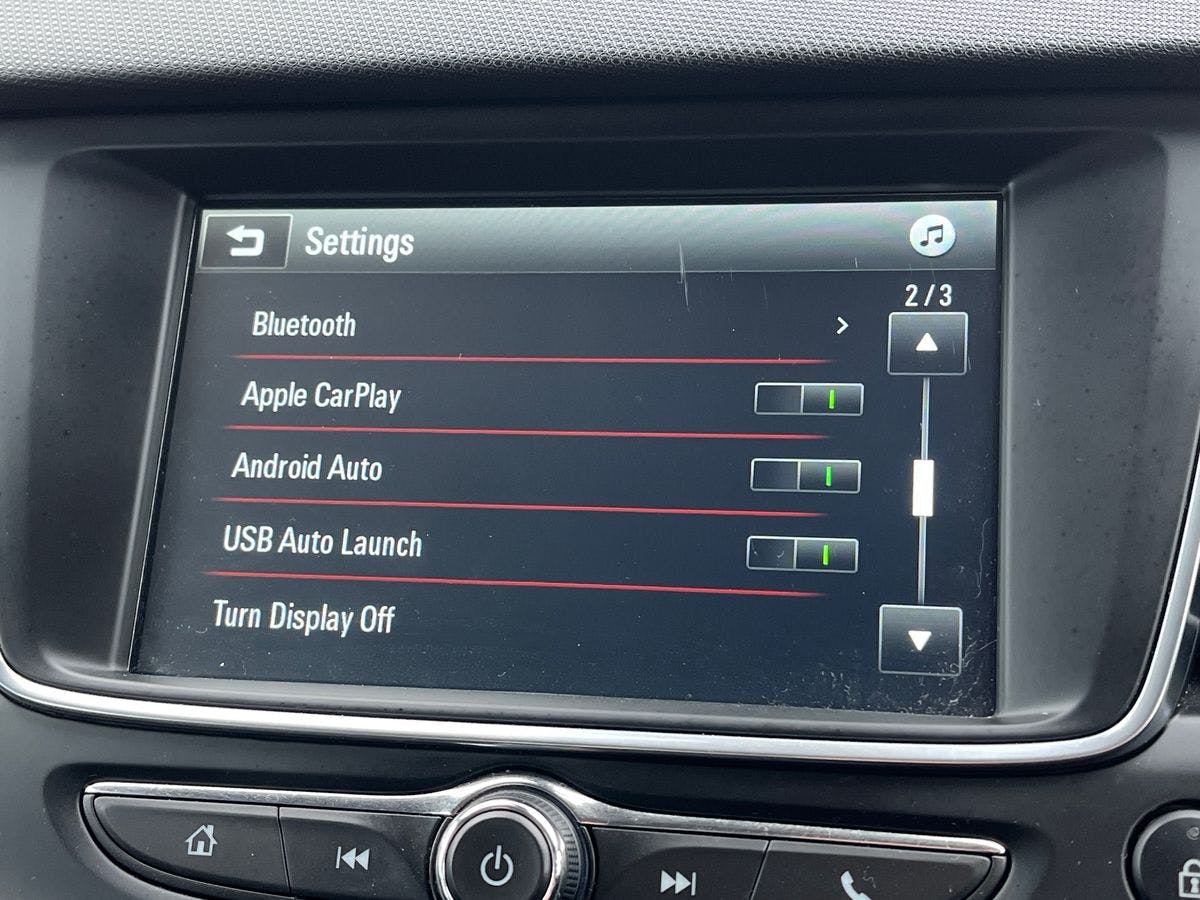 Settings
2/3
Bluetooth
Apple CarPlay
Android Auto
USB Auto Launch
Turn Display Off